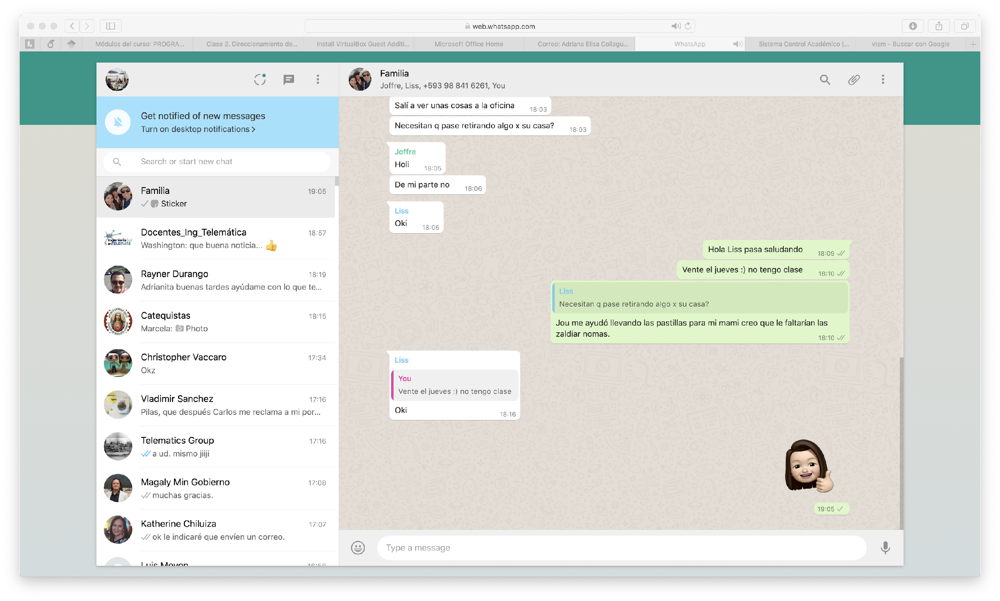 web.whatsapp.com
Módulos del curso: PROGRA...
Clase 2. Direccionamiento de...
Install VirtualBox Guest Additi...
Microsoft Office Home
Correo: Adriana Elisa Collagu...
WhatsApp
Sistema Control Académico |...
vlsm - Buscar con Google
Get notified of new messages
Turn on desktop notifications >
Search or start new chat
Familia 19:05
Sticker
Docentes_Ing_Telemática 18:57
Washington: que buena noticia... 👍
Rayner Durango 18:19
Adrianita buenas tardes ayúdame con lo que te...
Catequistas 18:15
Marcela: Photo
Christopher Vaccaro 17:34
Okz
Vladimir Sanchez 17:16
Pilas, que después Carlos me reclama a mi por...
Telematics Group 17:16
a ud. mismo jiiji
Magaly Min Gobierno 17:08
muchas gracias.
Katherine Chiluiza 17:07
ok le indicaré que envíen un correo.
Familia
Joffre, Liss, +593 98 841 6261, You
Salí a ver unas cosas a la oficina 18:03
Necesitan q pase retirando algo x su casa? 18:03
Joffre
Holi 18:05
De mi parte no 18:06
Liss
Oki 18:06
Hola Liss pasa saludando 18:09
Vente el jueves :) no tengo clase 18:10
Liss
Necesitan q pase retirando algo x su casa?
Jou me ayudó llevando las pastillas para mi mami creo que le faltarían las
zaldiar nomas. 18:10
Liss
You
Vente el jueves :) no tengo clase
Oki 18:16
19:05
Type a message